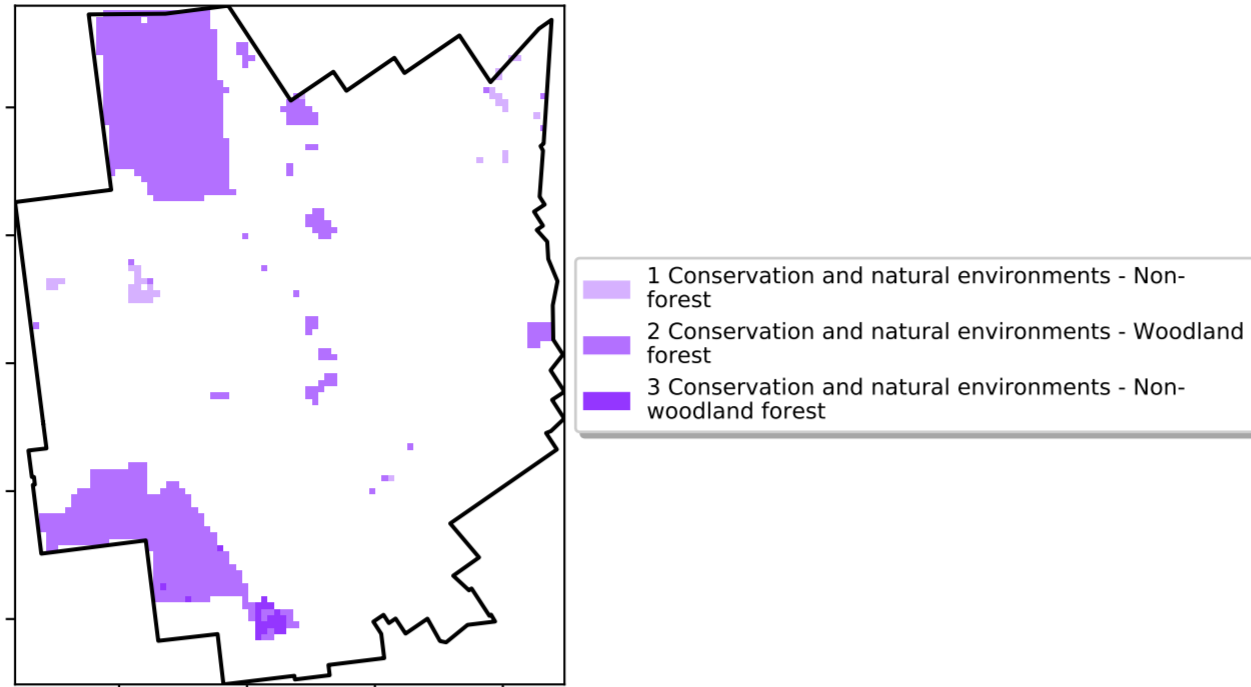 1 Conservation and natural environments - Non-
forest
2 Conservation and natural environments - Woodland
forest
3 Conservation and natural environments - Non-
woodland forest